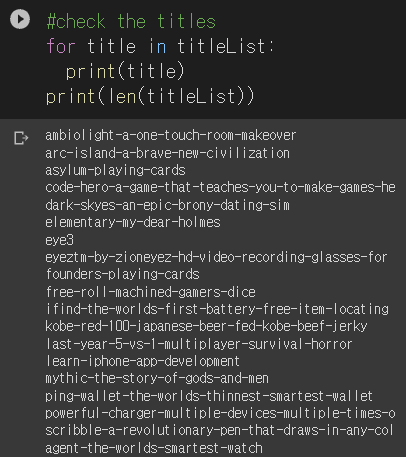 #check the titles
for title in titleList:
  print(title)
print(len(titleList))
ambiolight-a-one-touch-room-makeover
arc-island-a-brave-new-civilization
asylum-playing-cards
code-hero-a-game-that-teaches-you-to-make-games-he
dark-skyes-an-epic-brony-dating-sim
elementary-my-dear-holmes
eye3
eyeztm-by-zioneyez-hd-video-recording-glasses-for
founders-playing-cards
free-roll-machined-gamers-dice
ifind-the-worlds-first-battery-free-item-locating
kobe-red-100-japanese-beer-fed-kobe-beef-jerky
last-year-5-vs-1-multiplayer-survival-horror
learn-iphone-app-development
mythic-the-story-of-gods-and-men
ping-wallet-the-worlds-thinnest-smartest-wallet
powerful-charger-multiple-devices-multiple-times-o
scribble-a-revolutionary-pen-that-draws-in-any-col
agent-the-worlds-smartest-watch